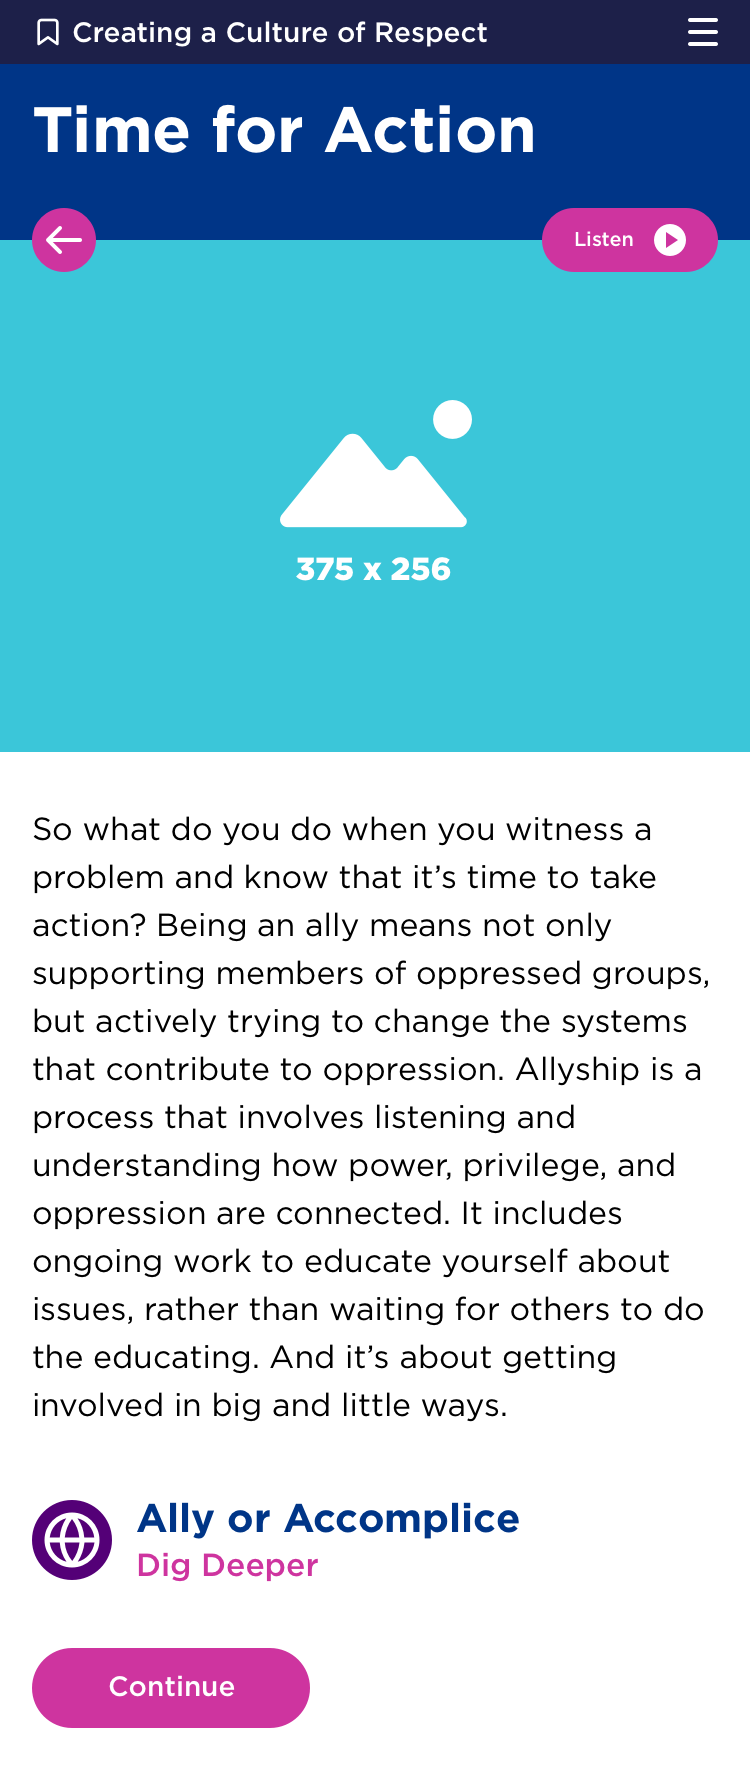 Creating a Culture of Respect
Time for Action
Listen
375 x 256
So what do you do when you witness a
problem and know that it’s time to take
action? Being an ally means not only
supporting members of oppressed groups,
but actively trying to change the systems
that contribute to oppression. Allyship is a
process that involves listening and
understanding how power, privilege, and
oppression are connected. It includes
ongoing work to educate yourself about
issues, rather than waiting for others to do
the educating. And it’s about getting
involved in big and little ways.
Ally or Accomplice
Dig Deeper
Continue